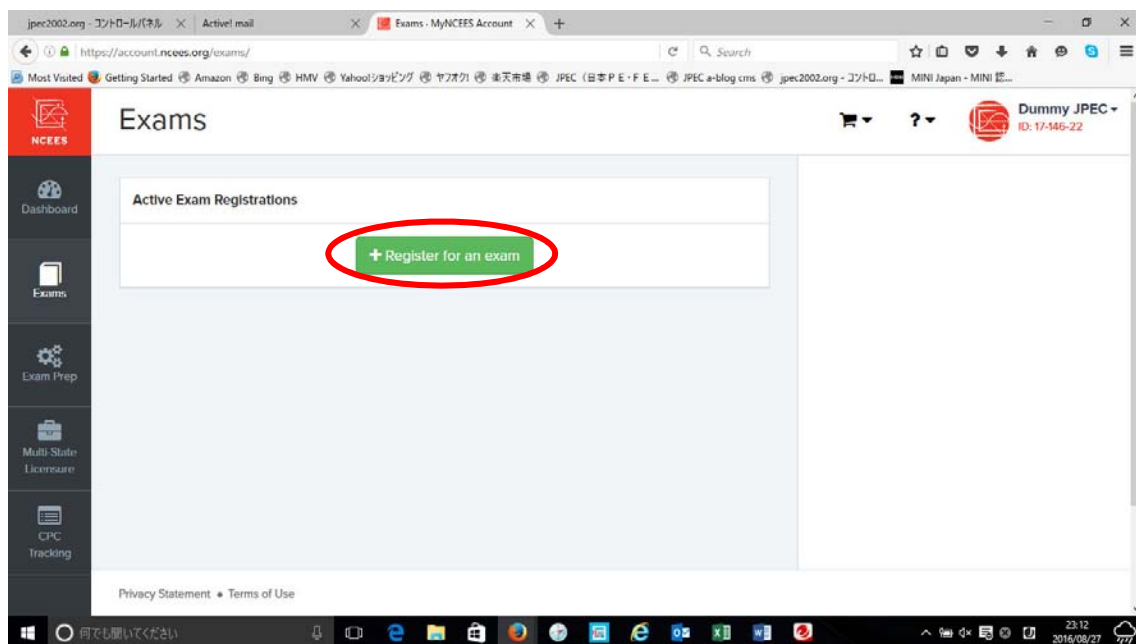 jpec2002.org - コントロールパネル
Active! mail
Exams - MyNCEES Account
https://account.ncees.org/exams/
Search
Most Visited Getting Started Amazon Bing HMV Yahoo!ショッピング ヤフオク! 楽天市場 JPEC（日本ＰＥ・ＦＥ... JPEC a-blog cms jpec2002.org - コントロ... MINI Japan - MINI 認...
NCEES
Exams
Dummy JPEC
ID: 17-146-22
Dashboard
Exams
Exam Prep
Multi-State
Licensure
CPC
Tracking
Active Exam Registrations
+ Register for an exam
Privacy Statement • Terms of Use
何でも聞いてください
23:12
2016/08/27